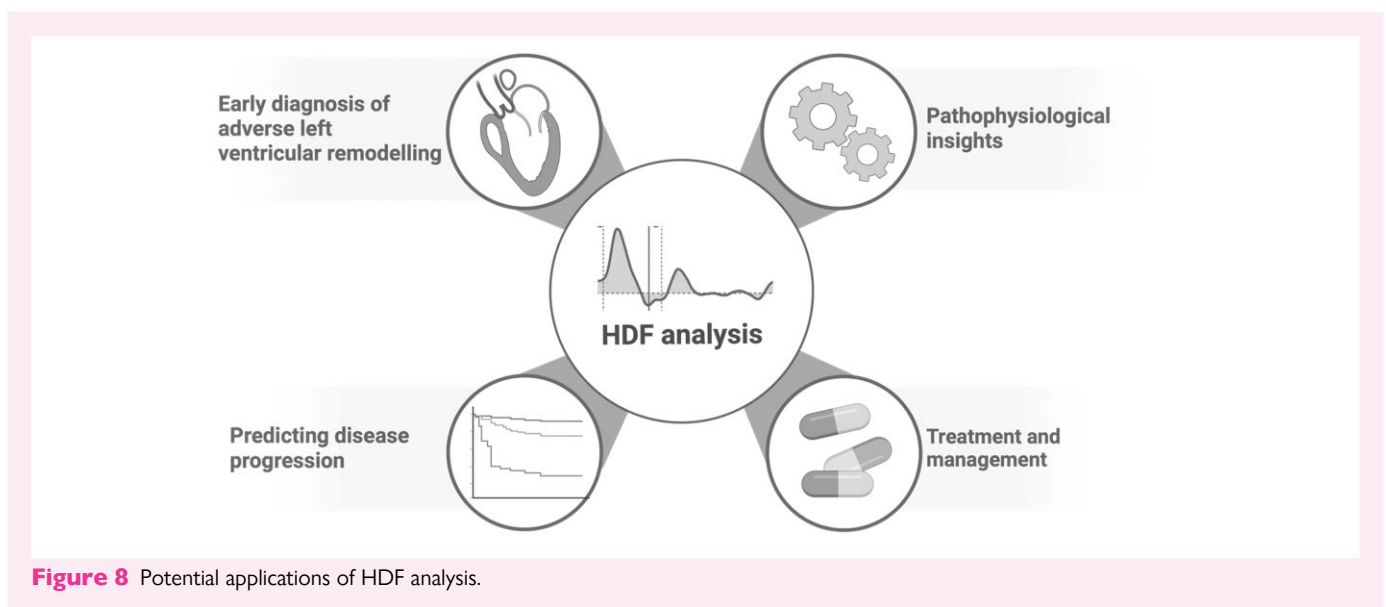 Early diagnosis of
adverse left
ventricular remodelling
Pathophysiological
insights
HDF analysis
Predicting disease
progression
Treatment and
management
Figure 8 Potential applications of HDF analysis.